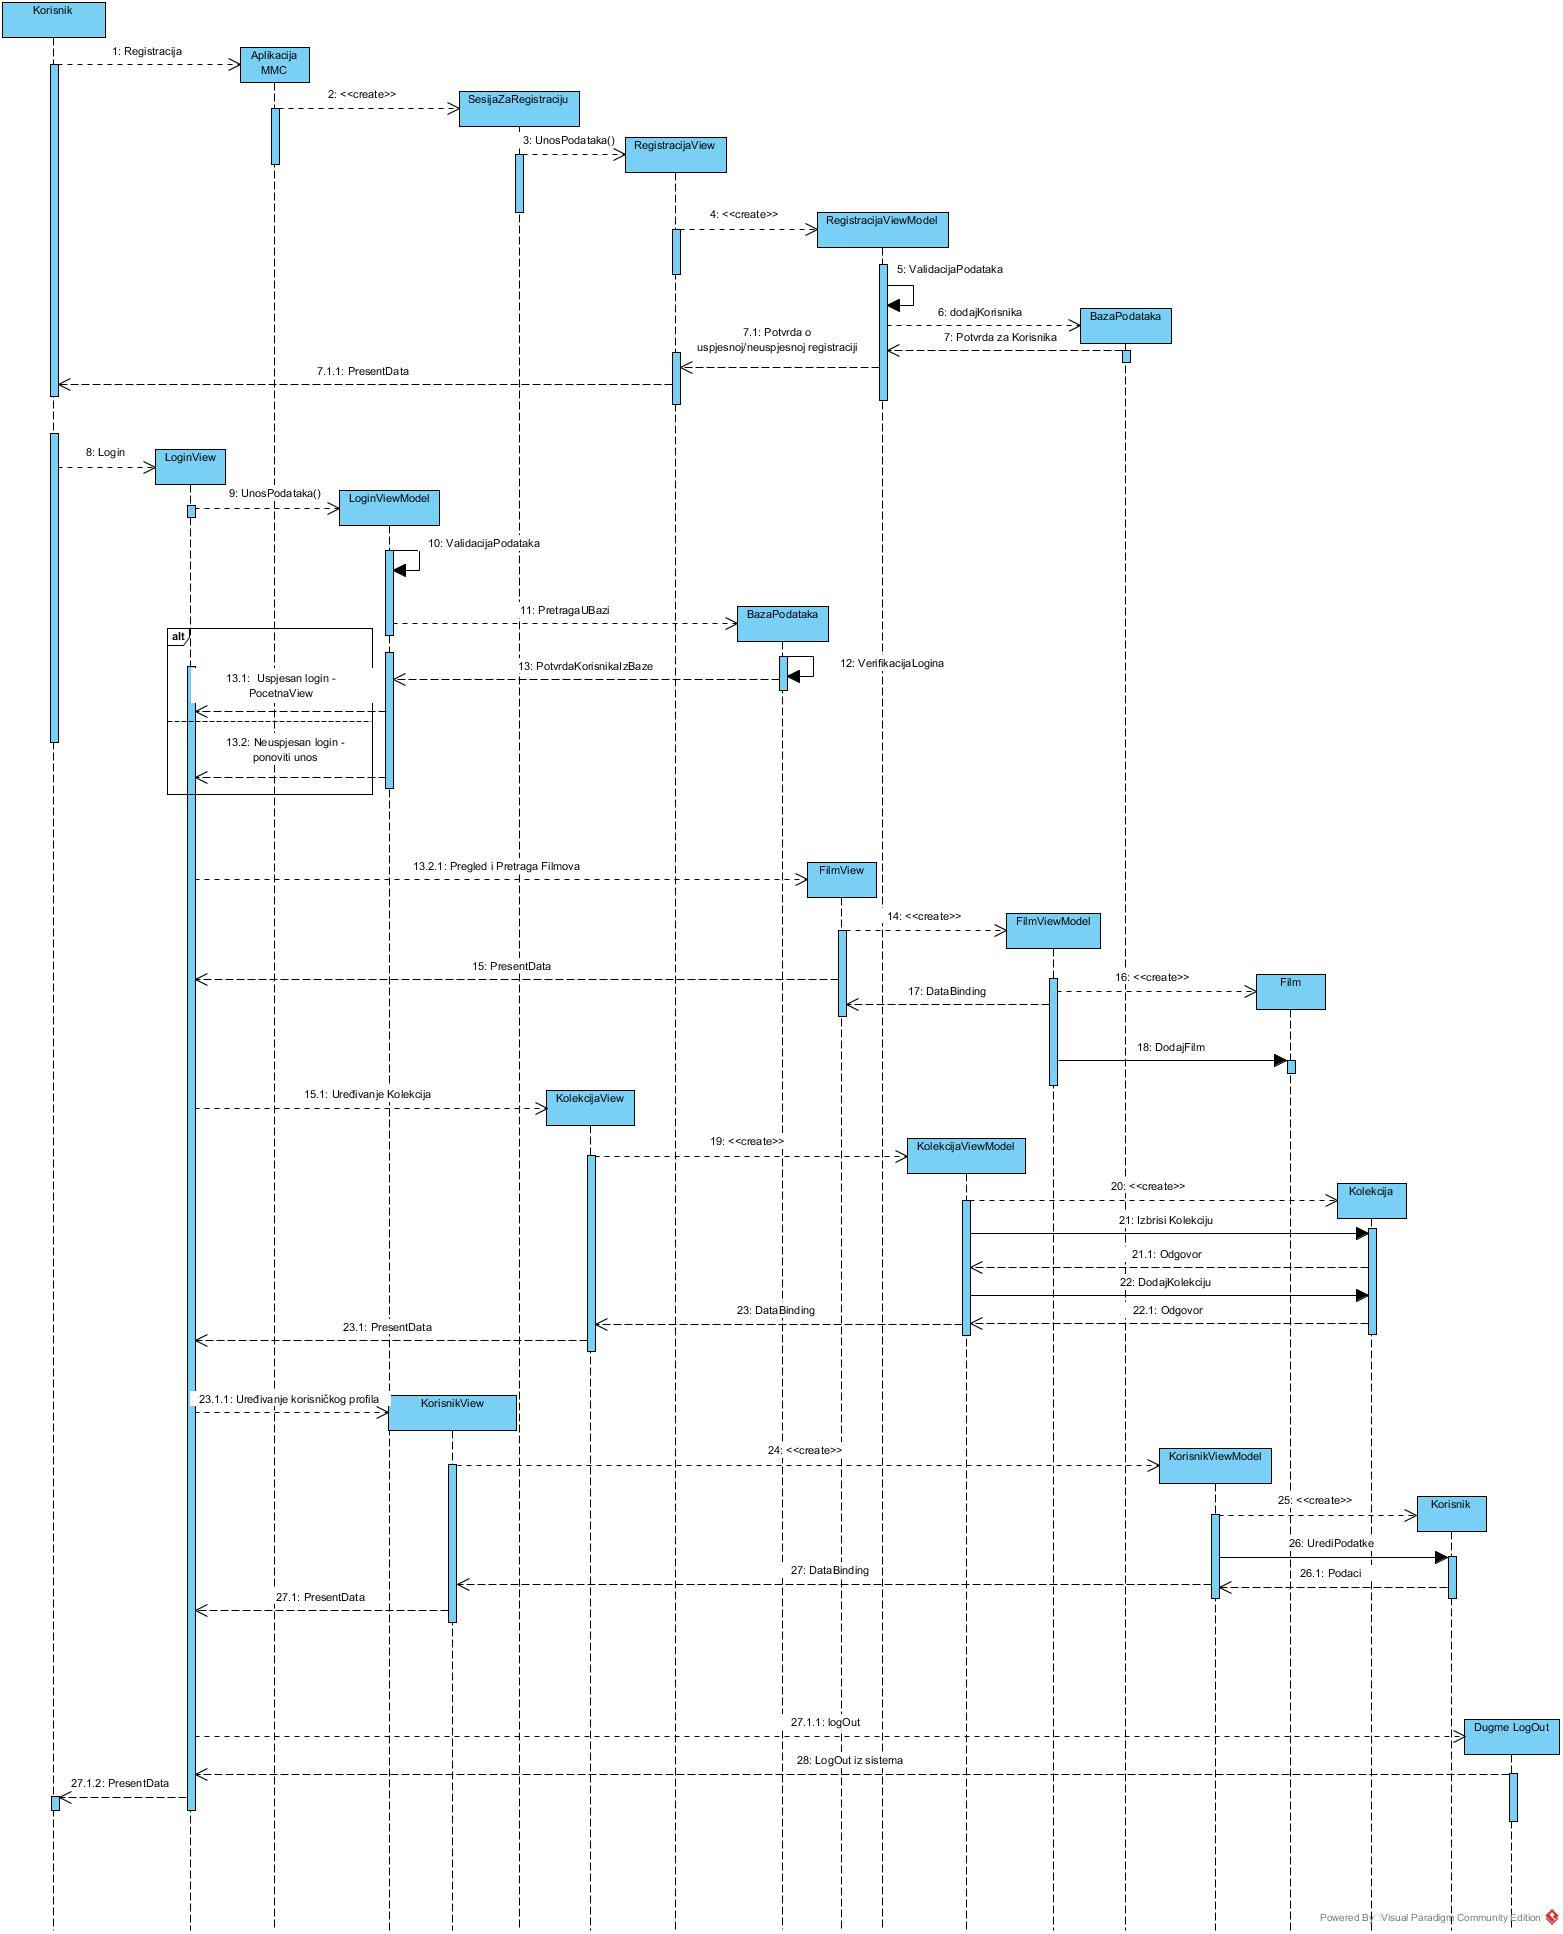 Korisnik
1: Registracija
Aplikacija
MMC
2: <<create>>
SesijaZaRegistraciju
3: UnosPodataka()
RegistracijaView
4: <<create>>
RegistracijaViewModel
5: ValidacijaPodataka
6: dodajKorisnika
BazaPodataka
7: Potvrda za Korisnika
7.1: Potvrda o
uspjesnoj/neuspjesnoj registraciji
7.1.1: PresentData
8: Login
LoginView
9: UnosPodataka()
LoginViewModel
10: ValidacijaPodataka
11: PretragaUBazi
BazaPodataka
alt
12: VerifikacijaLogina
13: PotvrdaKorisnikaIzBaze
13.1: Uspjesan login -
PocetnaView
13.2: Neuspjesan login -
ponoviti unos
13.2.1: Pregled i Pretraga Filmova
FilmView
14: <<create>>
FilmViewModel
15: PresentData
16: <<create>>
Film
17: DataBinding
18: DodajFilm
15.1: Uređivanje Kolekcija
KolekcijaView
19: <<create>>
KolekcijaViewModel
20: <<create>>
Kolekcija
21: Izbrisi Kolekciju
21.1: Odgovor
22: DodajKolekciju
22.1: Odgovor
23: DataBinding
23.1: PresentData
23.1.1: Uređivanje korisničkog profila
KorisnikView
24: <<create>>
KorisnikViewModel
25: <<create>>
Korisnik
26: UrediPodatke
26.1: Podaci
27: DataBinding
27.1: PresentData
27.1.1: logOut
Dugme LogOut
28: LogOut iz sistema
27.1.2: PresentData
Powered By Visual Paradigm Community Edition